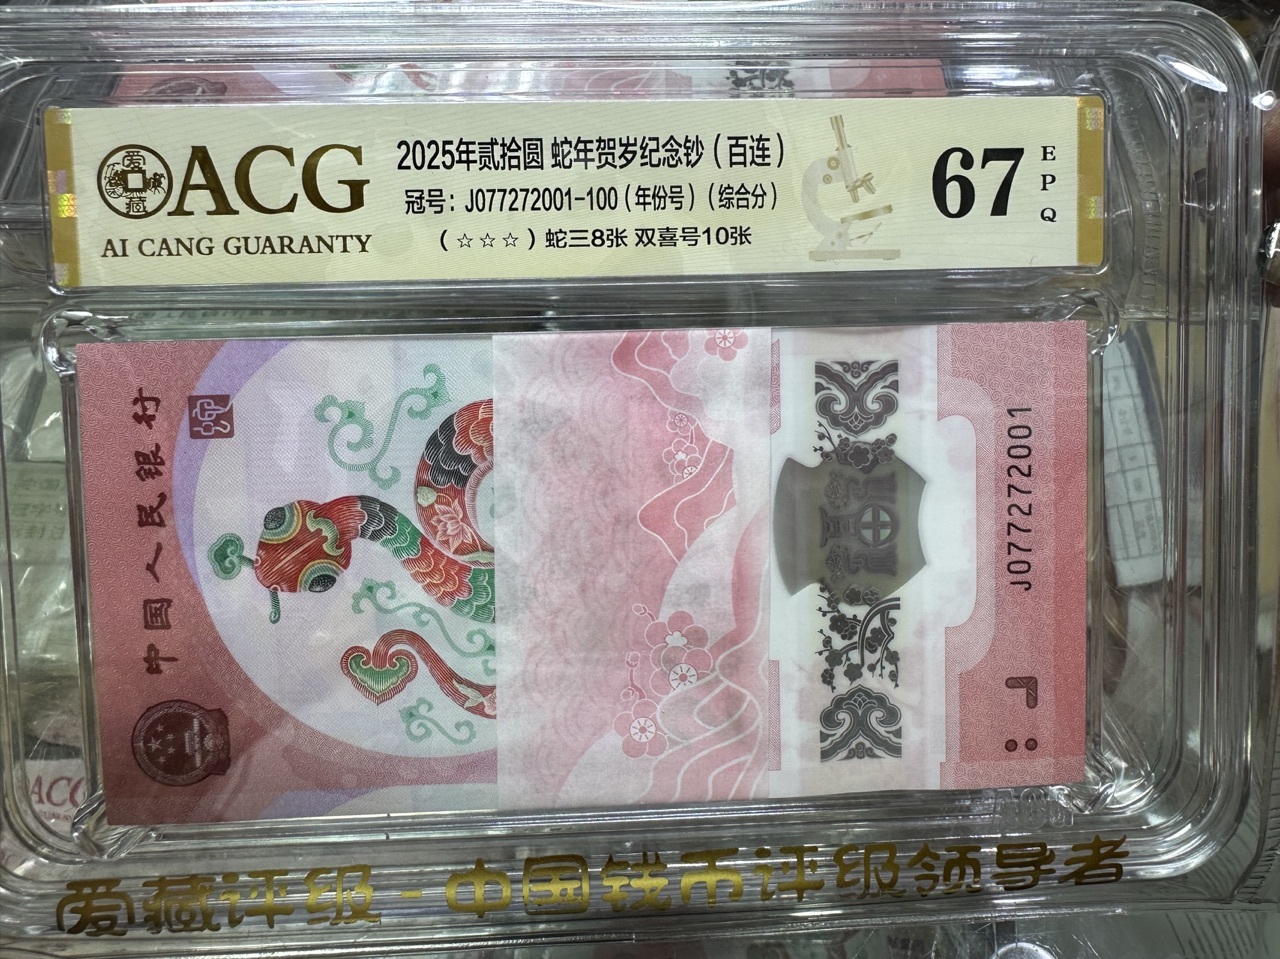 爱藏
ACG
AI CANG GUARANTY
2025年贰拾圆 蛇年贺岁纪念钞（百连）
冠号：J077272001-100（年份号）（综合分）
（☆☆☆）蛇三8张 双喜号10张
67
EPQ
中国人民银行
J077272001
ACG
爱藏评级-中国钱币评级领导者